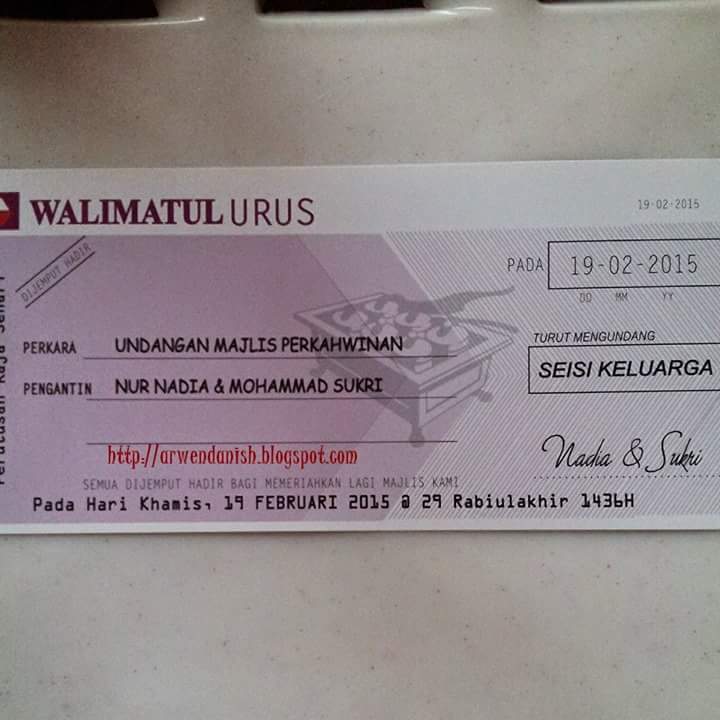 WALIMATUL URUS
19-02-2015
DIJEMPUT HADIR
PADA 19-02-2015
DD MM YY
PERKARA UNDANGAN MAJLIS PERKAHWINAN
TURUT MENGUNDANG
SEISI KELUARGA
PENGANTIN NUR NADIA & MOHAMMAD SUKRI
http://arwendanish.blogspot.com
Nadia & Sukri
SEMUA DIJEMPUT HADIR BAGI MEMERIAHKAN LAGI MAJLIS KAMI
Pada Hari Khamis, 19 FEBRUARI 2015 @ 29 Rabiulakhir 1436H
Raja Sehari